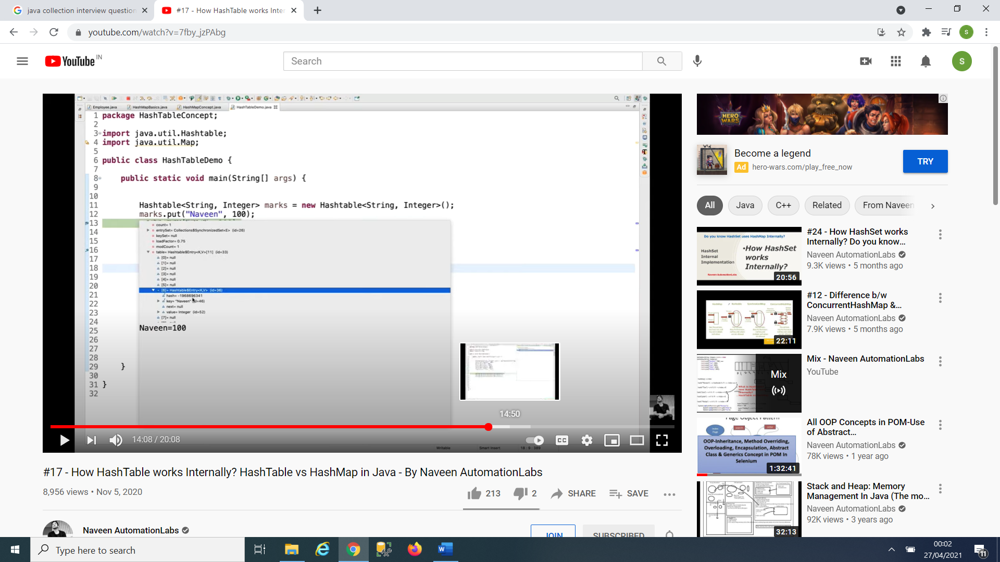 java collection interview question
#17 - How HashTable works Inter
youtube.com/watch?v=7fby_jzPAbg
S
YouTube IN
Search
S
Employee.java
HashMapBasics.java
HashMapConcept.java
HashTableDemo.java
1 package HashTableConcept;
2
3 import java.util.Hashtable;
4 import java.util.Map;
5
6 public class HashTableDemo {
7
8 public static void main(String[] args) {
9
10
11 Hashtable<String, Integer> marks = new Hashtable<String, Integer>();
12 marks.put("Naveen", 100);
13
14
15
16
17
18
19
20
21
22
23
24
25
26
27
28
29 }
30
31 }
32
count= 1
entrySet= Collections$SynchronizedSet<E> (id=26)
keySet= null
loadFactor= 0.75
modCount= 1
table= Hashtable$Entry<K,V>[11] (id=33)
[0]= null
[1]= null
[2]= null
[3]= null
[4]= null
[5]= null
[6]= Hashtable$Entry<K,V> (id=36)
hash= -1968696341
key= "Naveen" (id=46)
next= null
value= Integer (id=52)
[7]= null
Naveen=100
14:50
14:08 / 20:08
CC
Writable
Smart Insert
18 : 9 : 389
#17 - How HashTable works Internally? HashTable vs HashMap in Java - By Naveen AutomationLabs
8,956 views • Nov 5, 2020
213
2
SHARE
SAVE
Naveen AutomationLabs
JOIN
SUBSCRIBED
HERO WARS
Become a legend
Ad hero-wars.com/play_free_now
TRY
All
Java
C++
Related
From Naveen
Do you know HashSet uses HashMap Internally?
HashSet
Internal
Implementation
•How HashSet
works
Internally?
Naveen AutomationLabs
20:56
#24 - How HashSet works
Internally? Do you know...
Naveen AutomationLabs
9.3K views • 5 months ago
22:11
#12 - Difference b/w
ConcurrentHashMap &...
Naveen AutomationLabs
7.9K views • 5 months ago
Mix
Mix - Naveen AutomationLabs
YouTube
Page Object Pattern
OOP-Inheritance, Method Overriding,
Overloading, Encapsulation, Abstract
Class & Generics Concept in POM In
Selenium
1:32:41
All OOP Concepts in POM-Use
of Abstract...
Naveen AutomationLabs
78K views • 1 year ago
32:13
Stack and Heap: Memory
Management In Java (The mo...
Naveen AutomationLabs
92K views • 3 years ago
Type here to search
00:02
27/04/2021
11